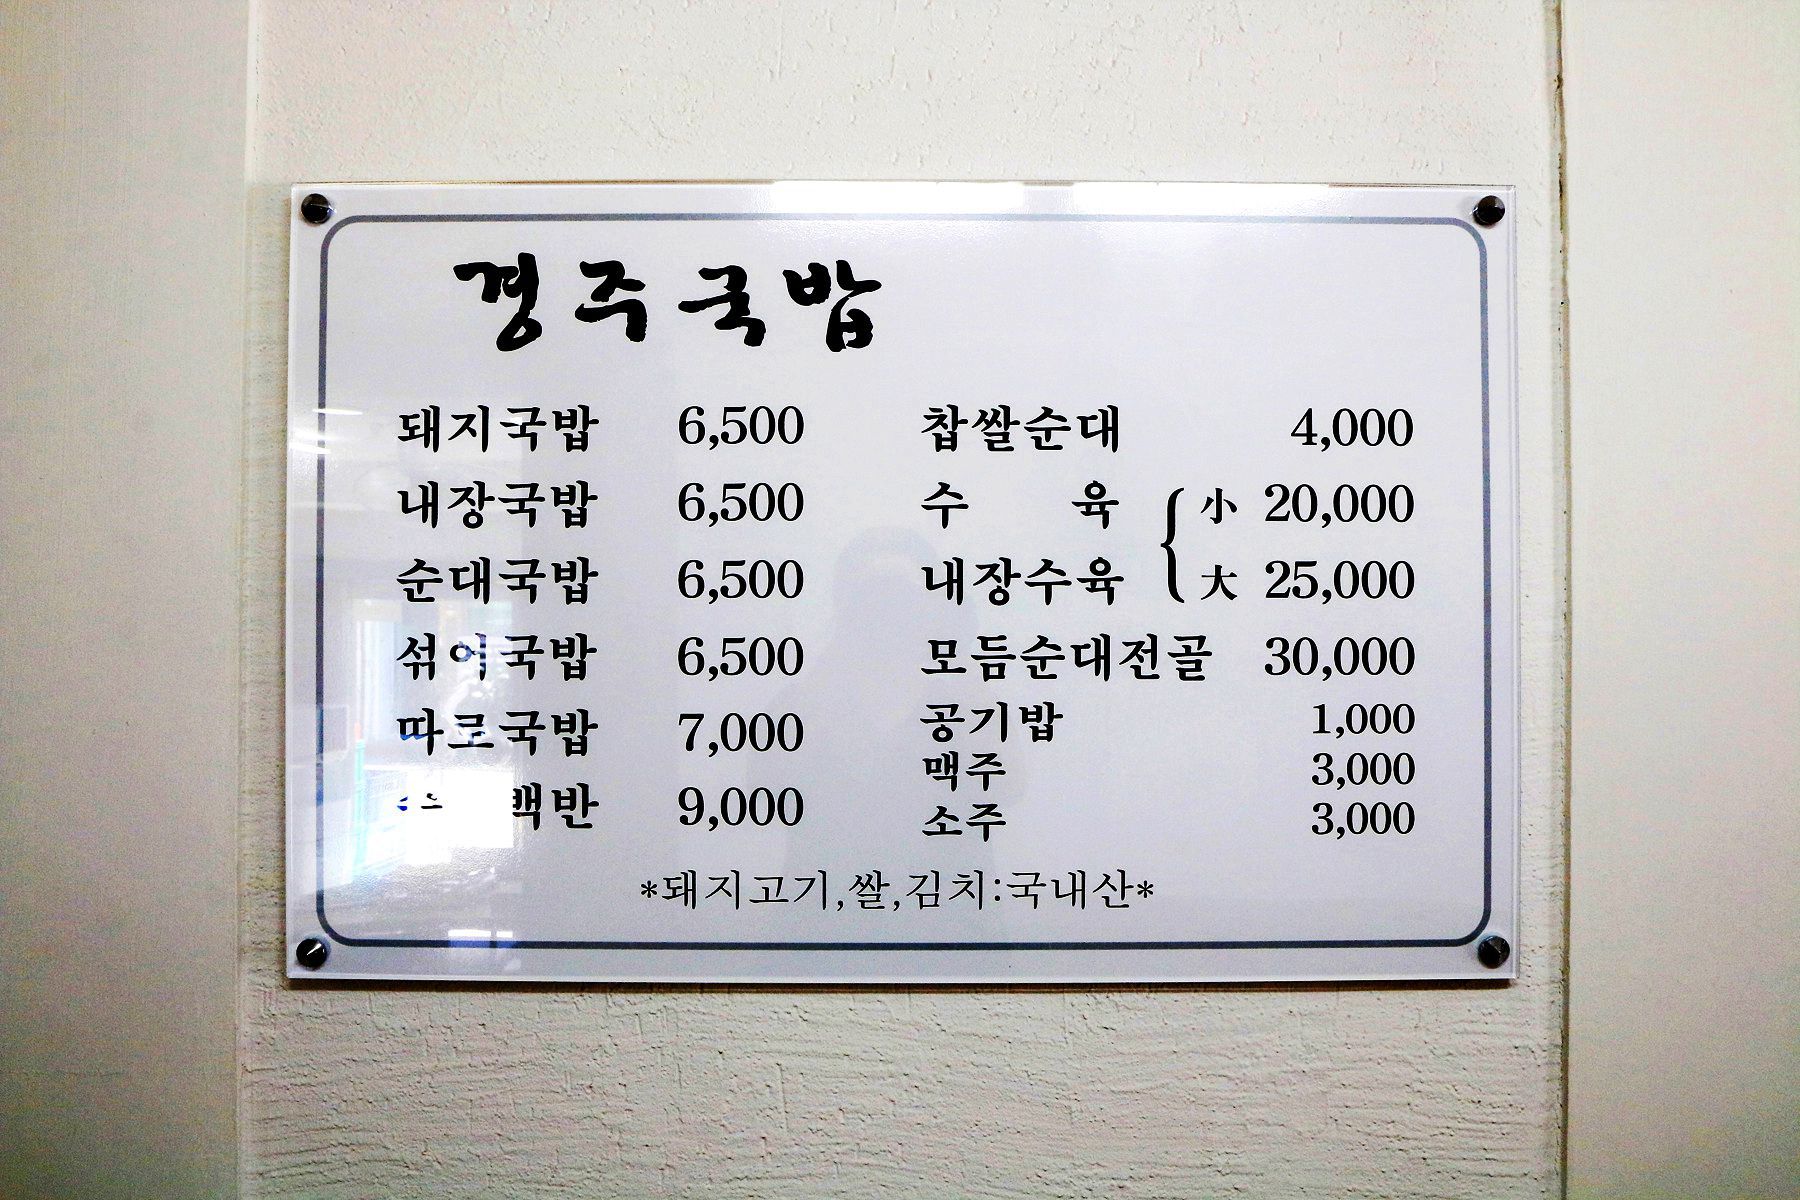 경주국밥
돼지국밥 6,500
내장국밥 6,500
순대국밥 6,500
섞어국밥 6,500
따로국밥 7,000
백반 9,000
찹쌀순대 4,000
수 육 小 20,000
내장수육 大 25,000
모듬순대전골 30,000
공기밥 1,000
맥주 3,000
소주 3,000
*돼지고기,쌀,김치:국내산*